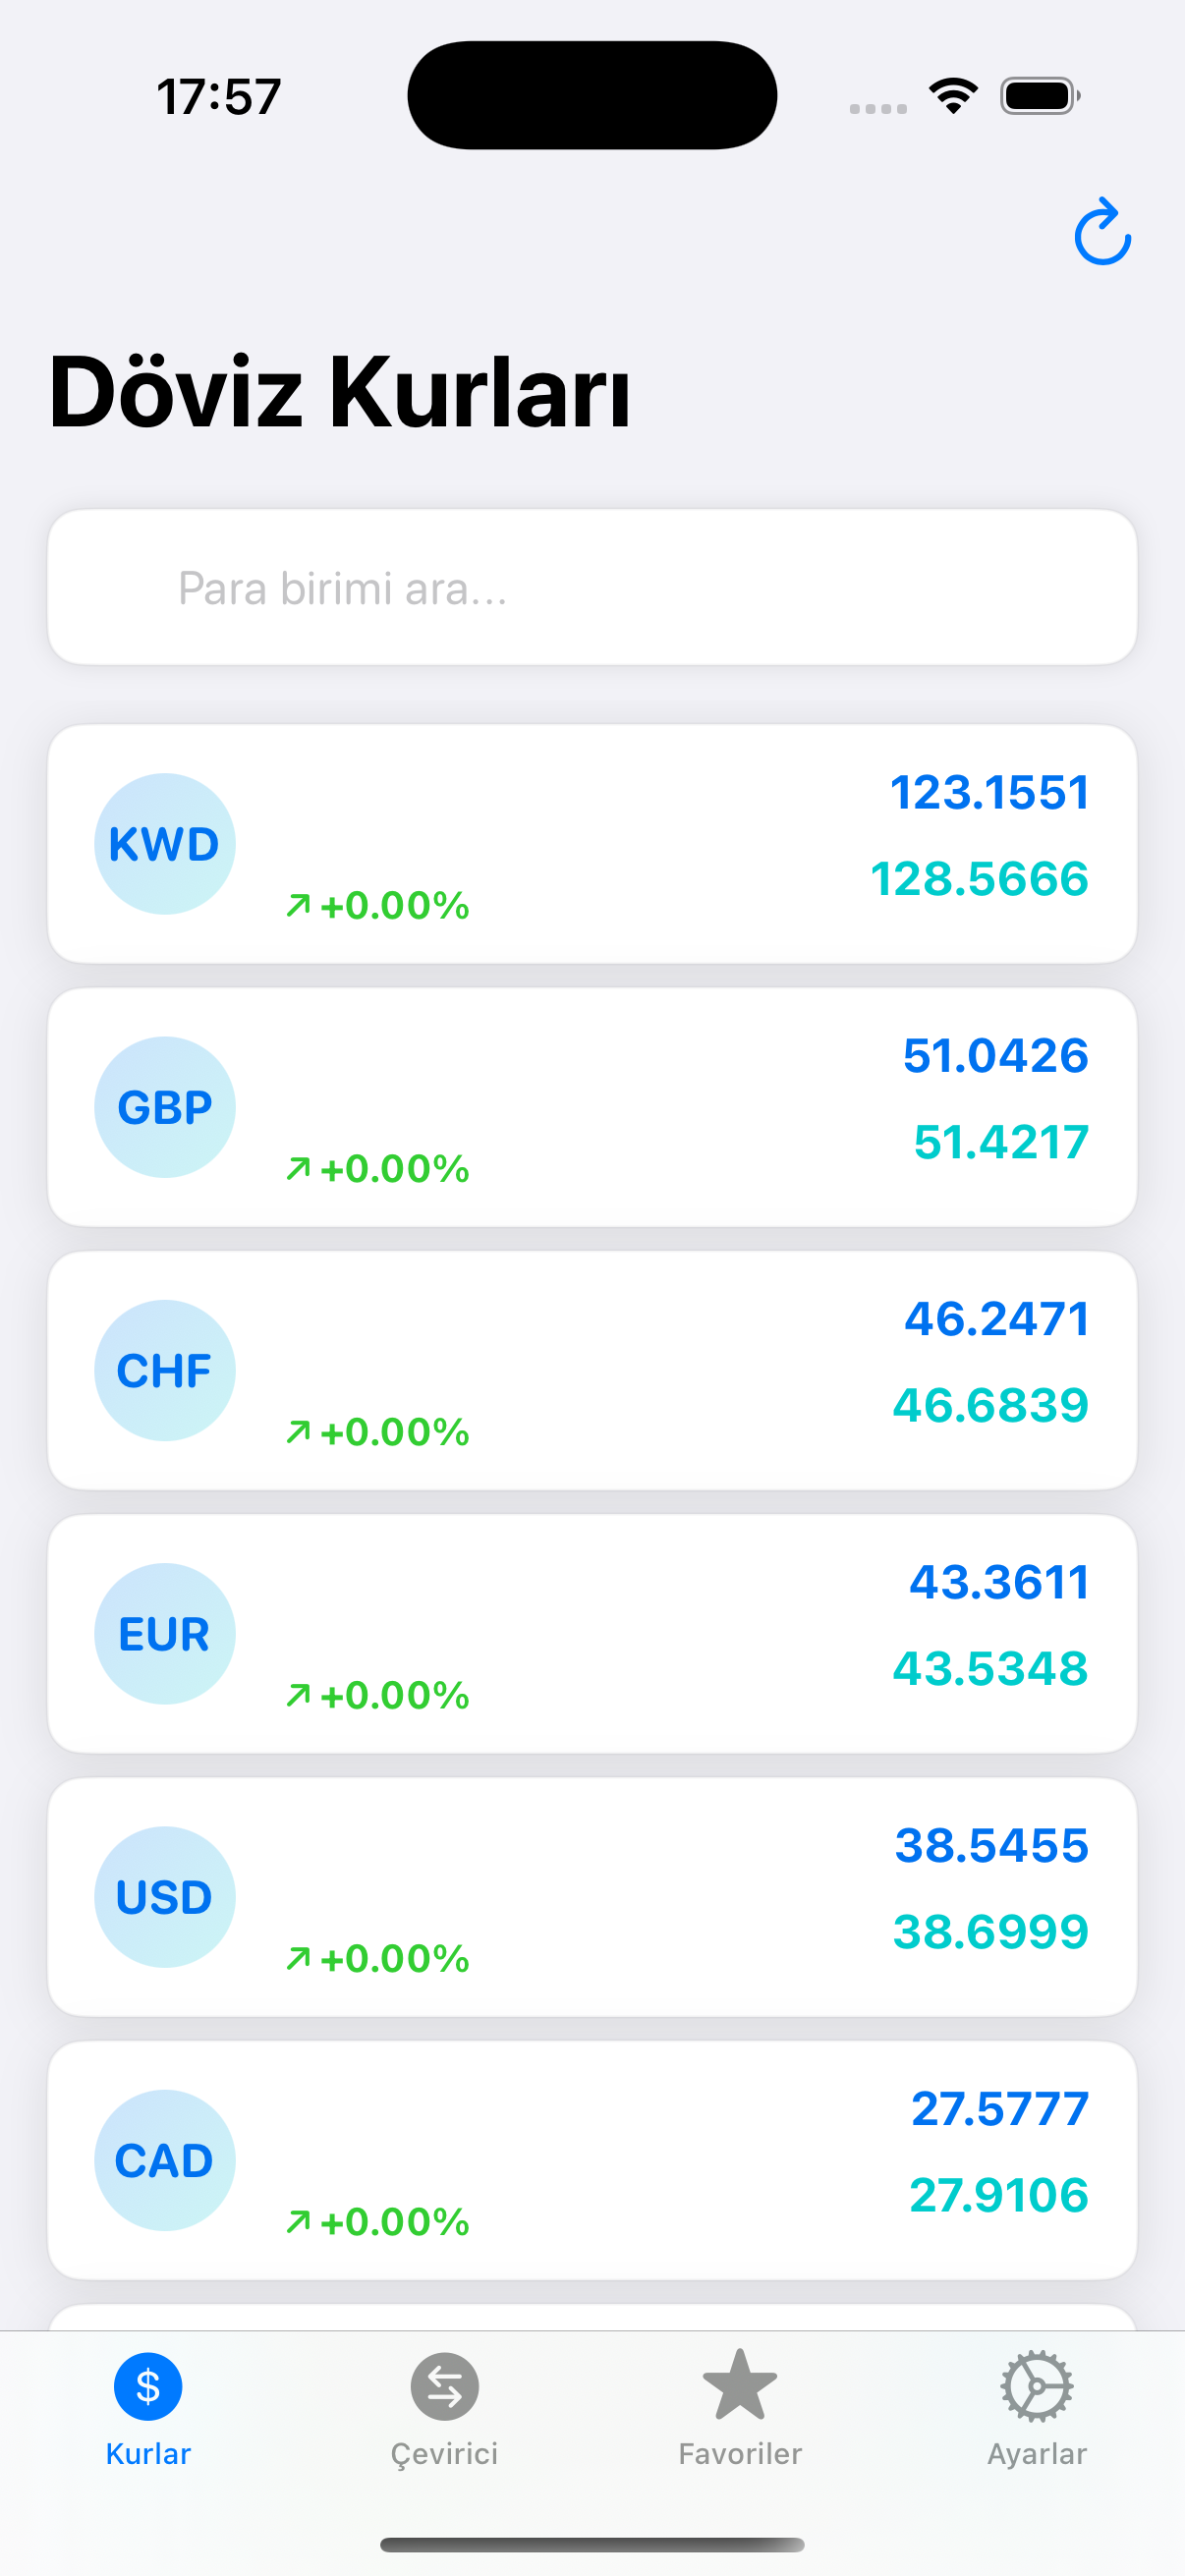 17:57
Döviz Kurları
Para birimi ara...
KWD
+0.00%
123.1551
128.5666
GBP
+0.00%
51.0426
51.4217
CHF
+0.00%
46.2471
46.6839
EUR
+0.00%
43.3611
43.5348
USD
+0.00%
38.5455
38.6999
CAD
+0.00%
27.5777
27.9106
$
Kurlar
Çevirici
Favoriler
Ayarlar